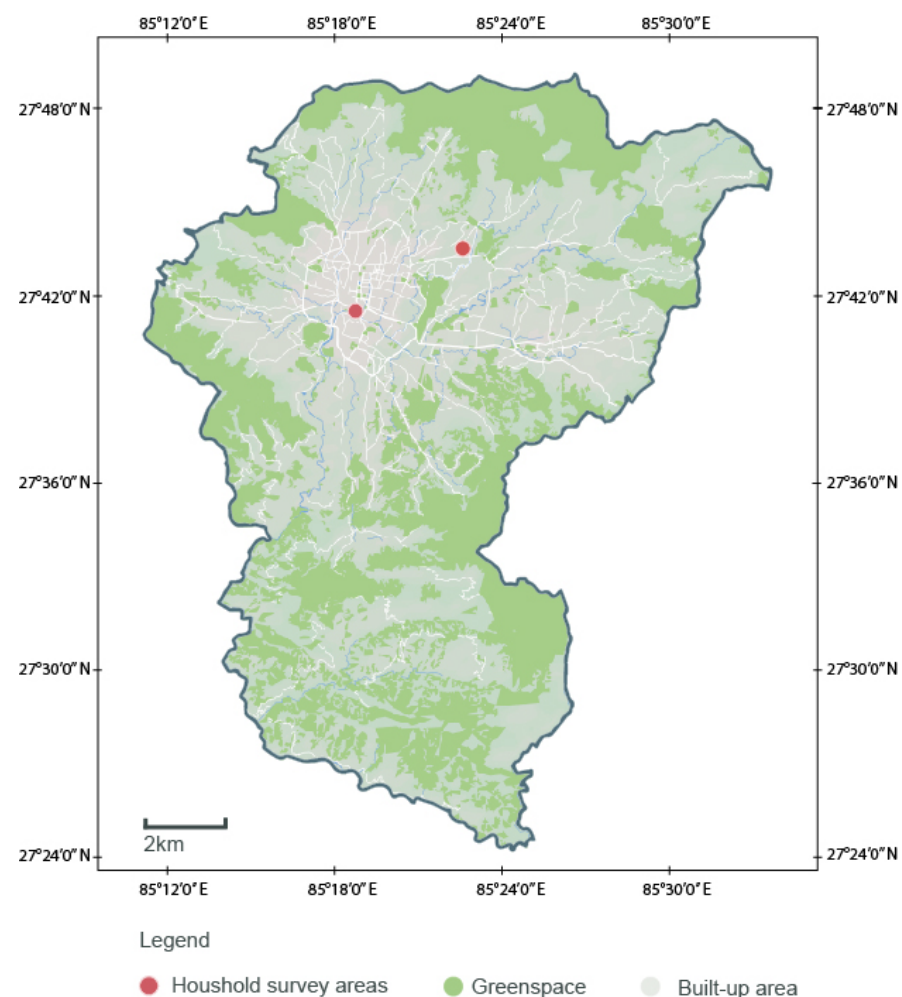 85°12'0"E 85°18'0"E 85°24'0"E 85°30'0"E
27°48'0"N 27°48'0"N
27°42'0"N 27°42'0"N
27°36'0"N 27°36'0"N
27°30'0"N 27°30'0"N
2km
27°24'0"N 27°24'0"N
85°12'0"E 85°18'0"E 85°24'0"E 85°30'0"E
Legend
Houshold survey areas Greenspace Built-up area